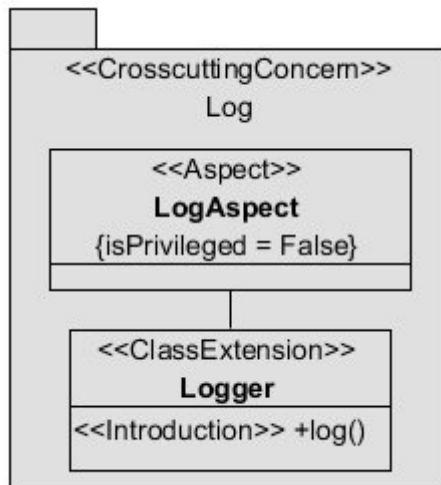 <<CrosscuttingConcern>>
Log
<<Aspect>>
LogAspect
{isPrivileged = False}
<<ClassExtension>>
Logger
<<Introduction>> +log()